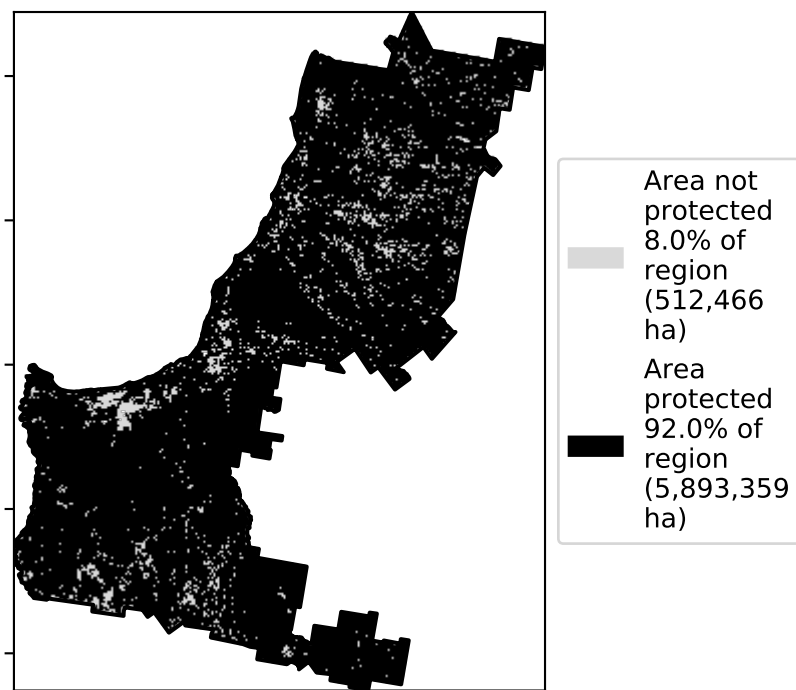 Area not
protected
8.0% of
region
(512,466
ha)
Area
protected
92.0% of
region
(5,893,359
ha)